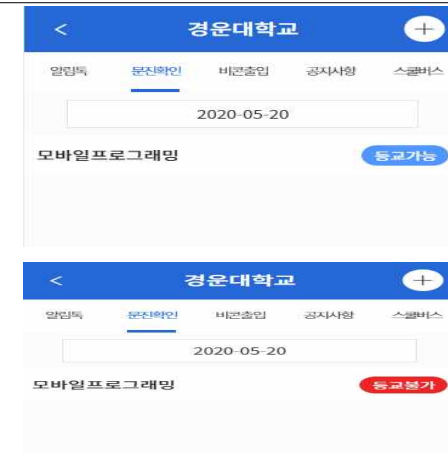 < 경운대학교 +
알림톡 문진확인 비콘출입 공지사항 스쿨버스
2020-05-20
모바일프로그래밍 등교가능
< 경운대학교 +
알림톡 문진확인 비콘출입 공지사항 스쿨버스
2020-05-20
모바일프로그래밍 등교불가